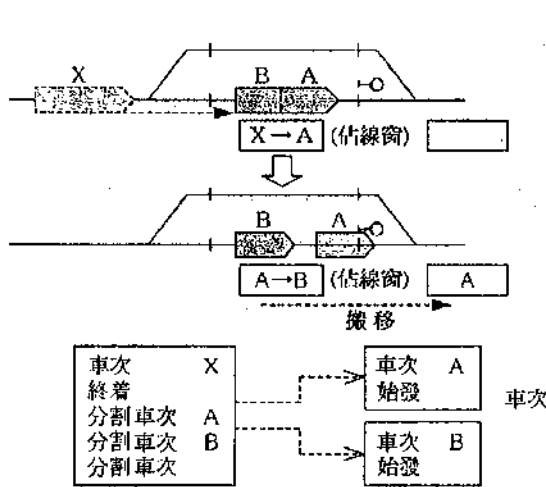 X
B A
X→A (佔線窗)
B A
A→B (佔線窗) A
搬移
車次 X
終着
分割車次 A
分割車次 B
分割車次
車次 A
始發
車次 B
始發
車次